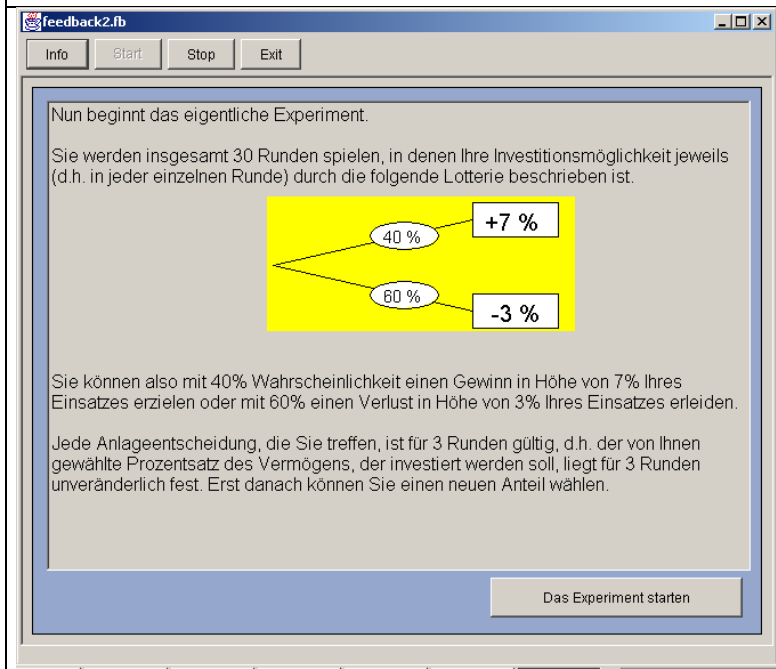 feedback2.fb
Info Start Stop Exit
Nun beginnt das eigentliche Experiment.
Sie werden insgesamt 30 Runden spielen, in denen Ihre Investitionsmöglichkeit jeweils
(d.h. in jeder einzelnen Runde) durch die folgende Lotterie beschrieben ist.
+7 %
40 %
60 %
-3 %
Sie können also mit 40% Wahrscheinlichkeit einen Gewinn in Höhe von 7% Ihres
Einsatzes erzielen oder mit 60% einen Verlust in Höhe von 3% Ihres Einsatzes erleiden.
Jede Anlageentscheidung, die Sie treffen, ist für 3 Runden gültig, d.h. der von Ihnen
gewählte Prozentsatz des Vermögens, der investiert werden soll, liegt für 3 Runden
unveränderlich fest. Erst danach können Sie einen neuen Anteil wählen.
Das Experiment starten